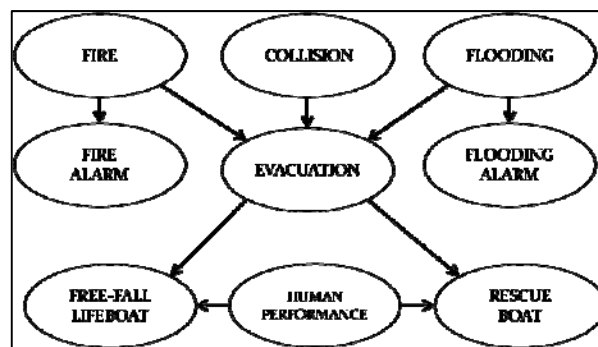 FIRE
COLLISION
FLOODING
FIRE
ALARM
EVACUATION
FLOODING
ALARM
FREE-FALL
LIFEBOAT
HUMAN
PERFORMANCE
RESCUE
BOAT